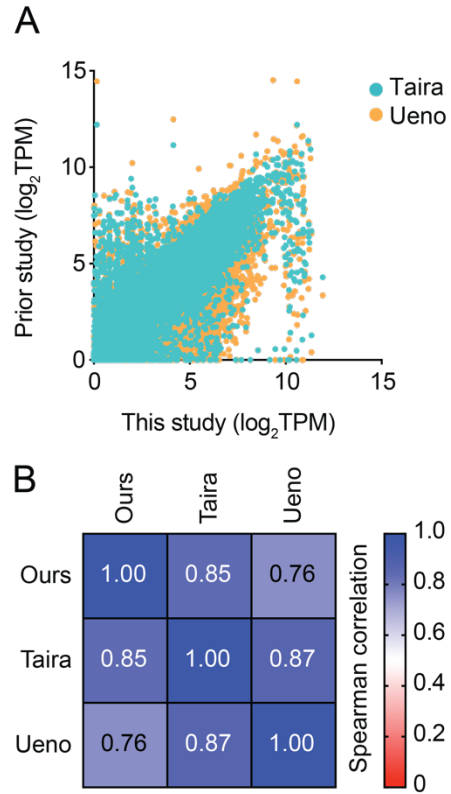 A
Prior study (log2TPM)
15
10
5
0
0 5 10 15
This study (log2TPM)
Taira
Ueno
B
Ours Taira Ueno
Ours 1.00 0.85 0.76
Taira 0.85 1.00 0.87
Ueno 0.76 0.87 1.00
Spearman correlation
1.0
0.8
0.6
0.4
0.2
0